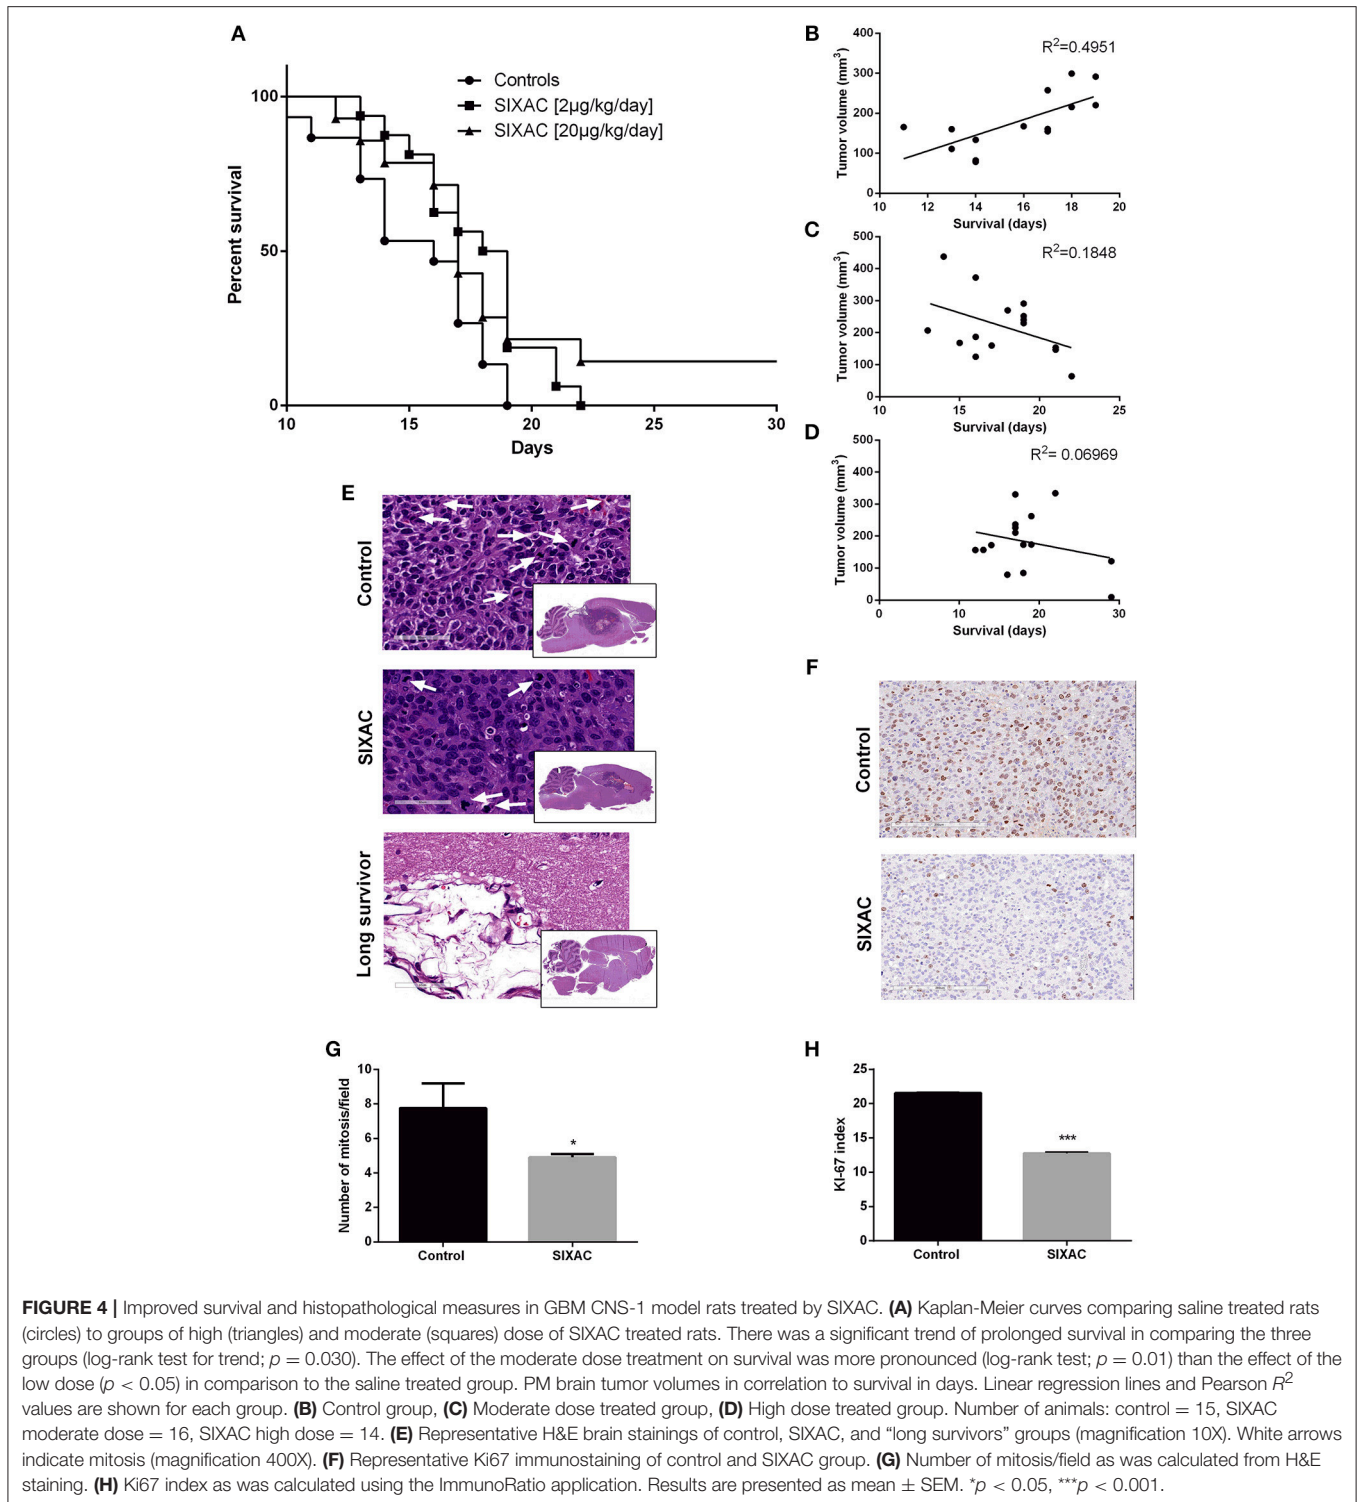 A
Controls
SIXAC [2µg/kg/day]
SIXAC [20µg/kg/day]
Percent survival
100
50
0
10
15
20
25
30
Days
B
R²=0.4951
Tumor volume (mm³)
400
300
200
100
0
10
12
14
16
18
20
Survival (days)
C
R²=0.1848
Tumor volume (mm³)
500
400
300
200
100
0
10
15
20
25
Survival (days)
D
R²= 0.06969
Tumor volume (mm³)
500
400
300
200
100
0
0
10
20
30
Survival (days)
E
Control
SIXAC
Long survivor
F
Control
SIXAC
G
Number of mitosis/field
10
8
6
4
2
0
*
Control
SIXAC
H
KI-67 index
25
20
15
10
5
0
***
Control
SIXAC
FIGURE 4 | Improved survival and histopathological measures in GBM CNS-1 model rats treated by SIXAC. (A) Kaplan-Meier curves comparing saline treated rats
(circles) to groups of high (triangles) and moderate (squares) dose of SIXAC treated rats. There was a significant trend of prolonged survival in comparing the three
groups (log-rank test for trend; p = 0.030). The effect of the moderate dose treatment on survival was more pronounced (log-rank test; p = 0.01) than the effect of the
low dose (p < 0.05) in comparison to the saline treated group. PM brain tumor volumes in correlation to survival in days. Linear regression lines and Pearson R²
values are shown for each group. (B) Control group, (C) Moderate dose treated group, (D) High dose treated group. Number of animals: control = 15, SIXAC
moderate dose = 16, SIXAC high dose = 14. (E) Representative H&E brain stainings of control, SIXAC, and “long survivors” groups (magnification 10X). White arrows
indicate mitosis (magnification 400X). (F) Representative Ki67 immunostaining of control and SIXAC group. (G) Number of mitosis/field as was calculated from H&E
staining. (H) Ki67 index as was calculated using the ImmunoRatio application. Results are presented as mean ± SEM. *p < 0.05, ***p < 0.001.